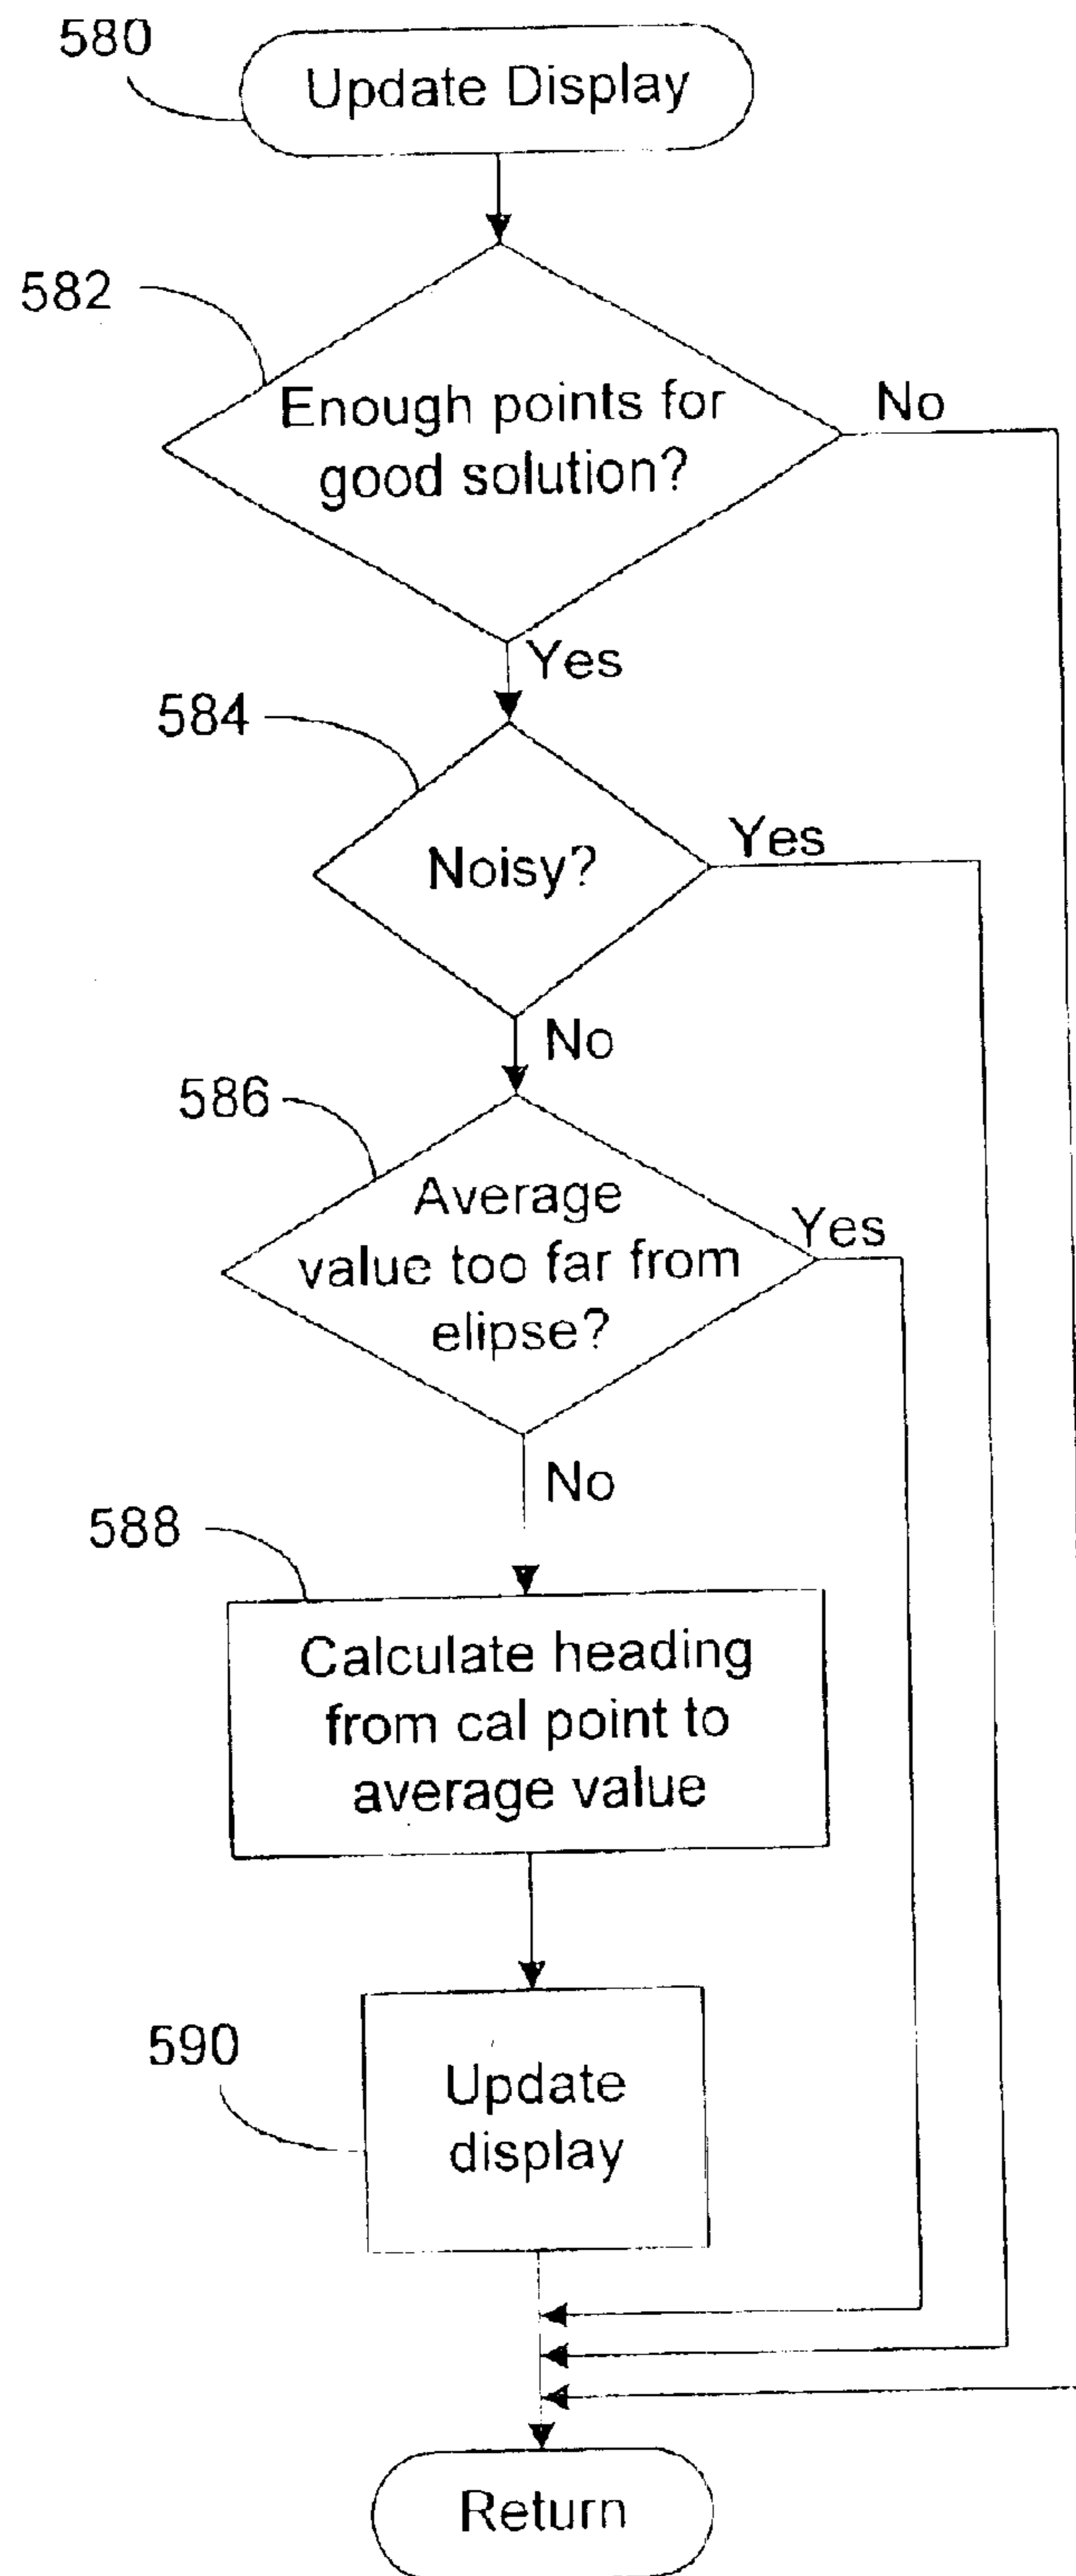 580
Update Display
582
Enough points for
good solution?
No
Yes
584
Noisy?
Yes
No
586
Average
value too far from
elipse?
Yes
No
588
Calculate heading
from cal point to
average value
590
Update
display
Return